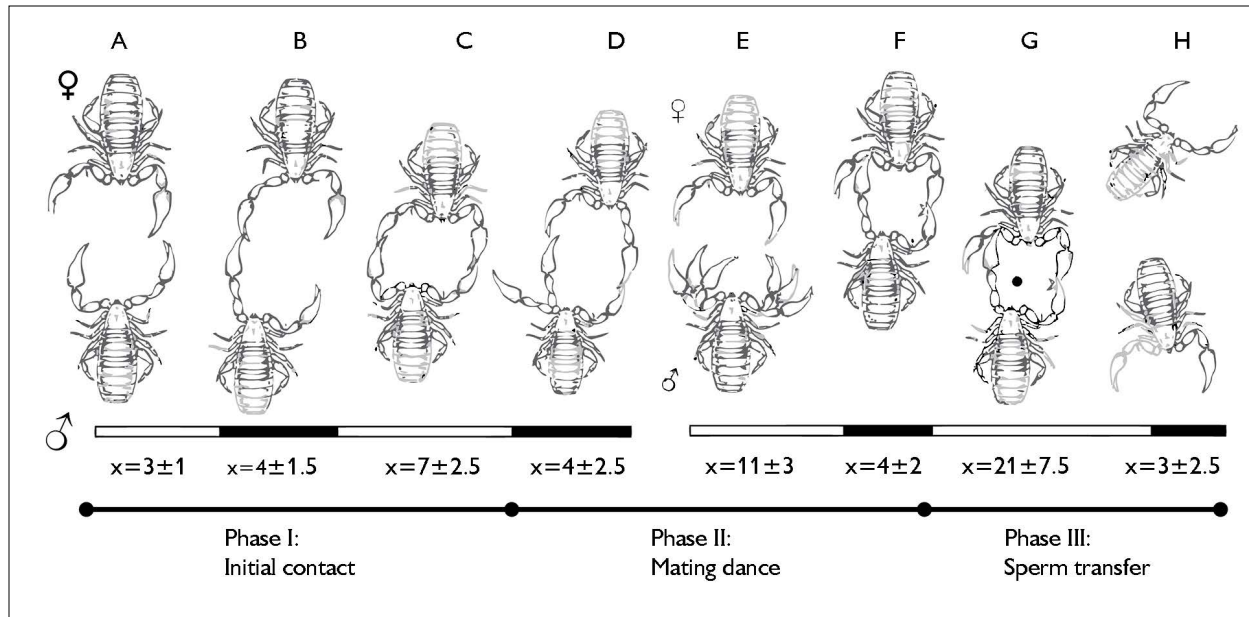 A B C D E F G H
♀ ♀
♂ ♂
x=3±1 x=4±1.5 x=7±2.5 x=4±2.5 x=11±3 x=4±2 x=21±7.5 x=3±2.5
Phase I: Phase II: Phase III:
Initial contact Mating dance Sperm transfer